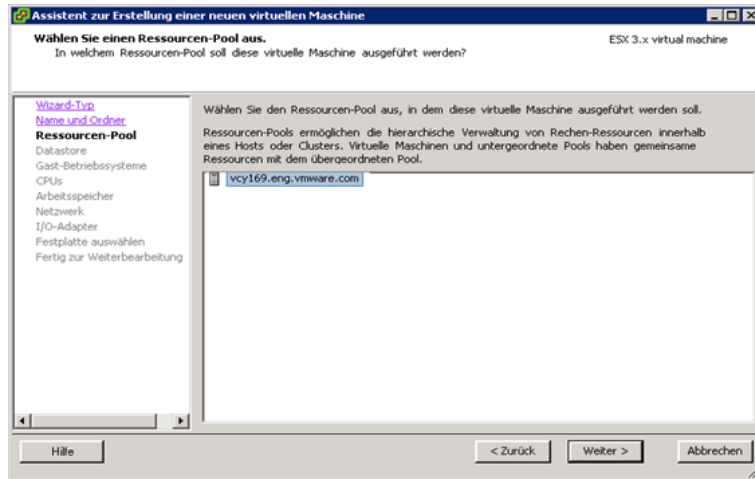 Assistent zur Erstellung einer neuen virtuellen Maschine
Wählen Sie einen Ressourcen-Pool aus.
In welchem Ressourcen-Pool soll diese virtuelle Maschine ausgeführt werden?
ESX 3.x virtual machine
Wizard-Typ
Name und Ordner
Ressourcen-Pool
Datastore
Gast-Betriebssysteme
CPUs
Arbeitsspeicher
Netzwerk
I/O-Adapter
Festplatte auswählen
Fertig zur Weiterbearbeitung
Wählen Sie den Ressourcen-Pool aus, in dem diese virtuelle Maschine ausgeführt werden soll.
Ressourcen-Pools ermöglichen die hierarchische Verwaltung von Rechen-Ressourcen innerhalb
eines Hosts oder Clusters. Virtuelle Maschinen und untergeordnete Pools haben gemeinsame
Ressourcen mit dem übergeordneten Pool.
vcy169.eng.vmware.com
Hilfe
< Zurück
Weiter >
Abbrechen